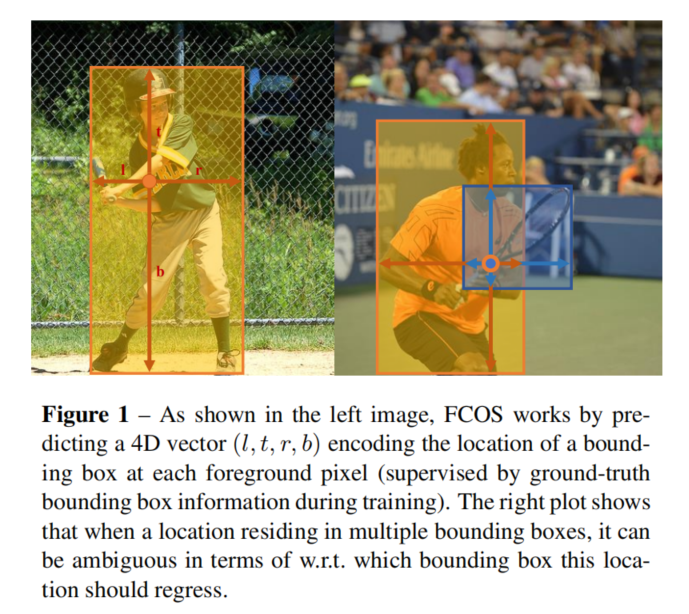 t
l
r
b
Emirates Airline
CITIZEN
Figure 1 – As shown in the left image, FCOS works by pre-
dicting a 4D vector (l, t, r, b) encoding the location of a bound-
ing box at each foreground pixel (supervised by ground-truth
bounding box information during training). The right plot shows
that when a location residing in multiple bounding boxes, it can
be ambiguous in terms of w.r.t. which bounding box this loca-
tion should regress.